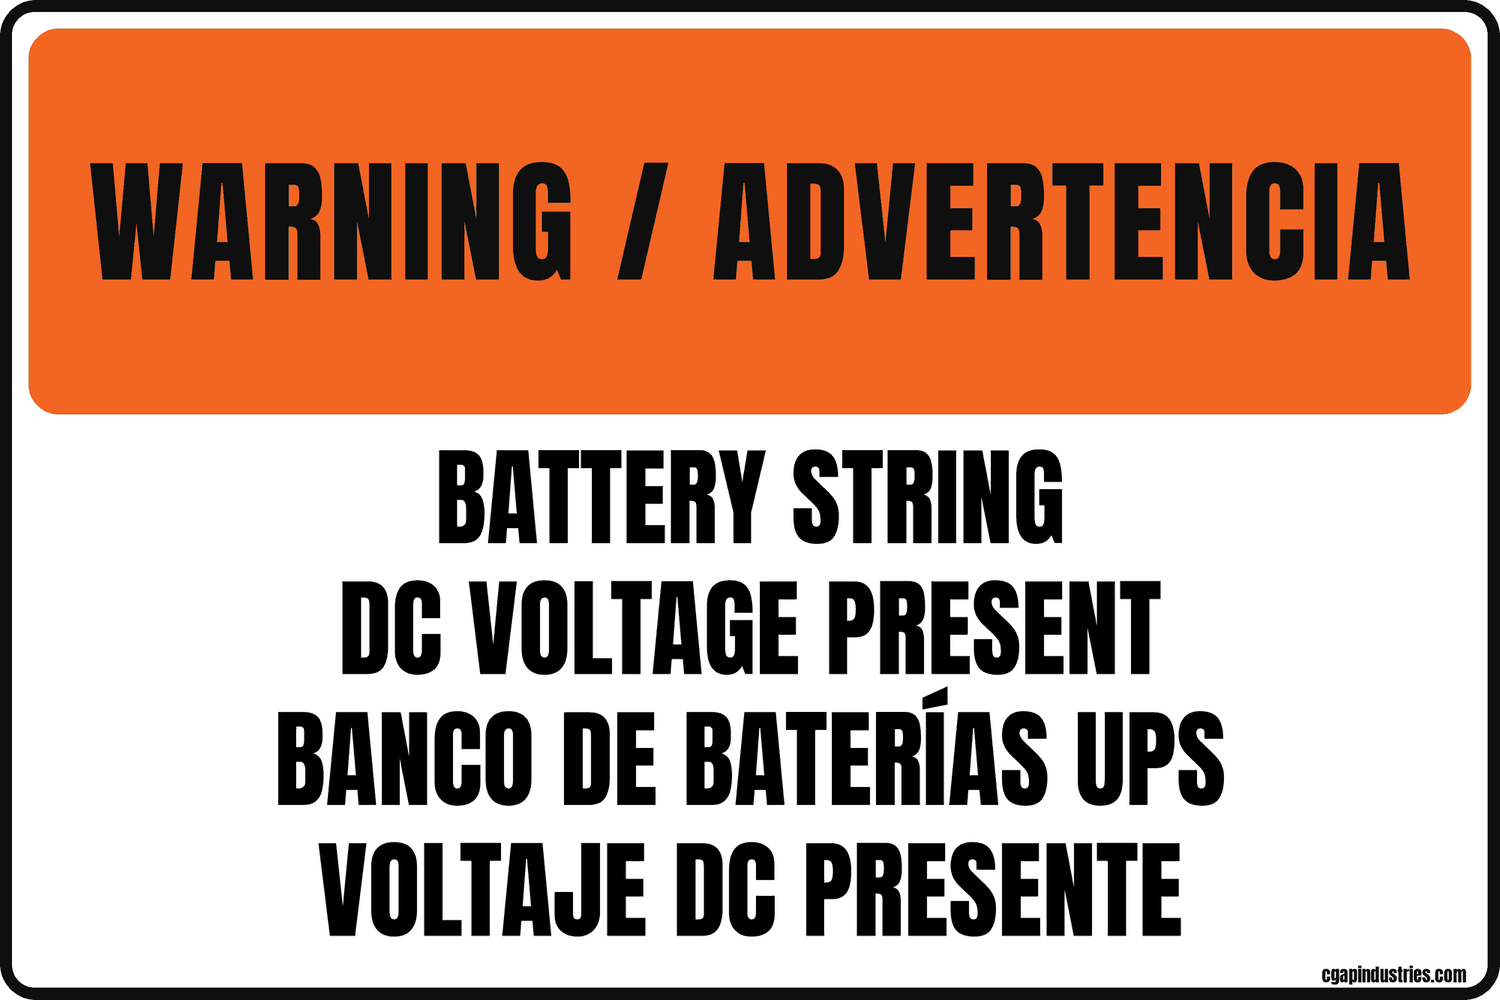 WARNING / ADVERTENCIA
BATTERY STRING
DC VOLTAGE PRESENT
BANCO DE BATERÍAS UPS
VOLTAJE DC PRESENTE
cgapindustries.com